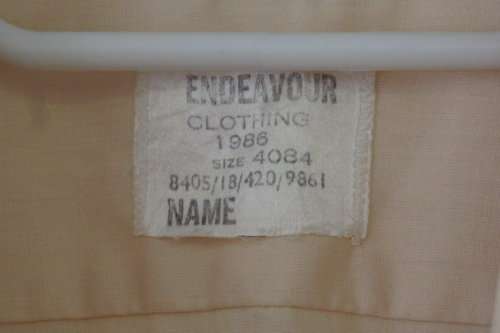 ENDEAVOUR
CLOTHING
1986
SIZE 4084
8405/18/420/9861
NAME